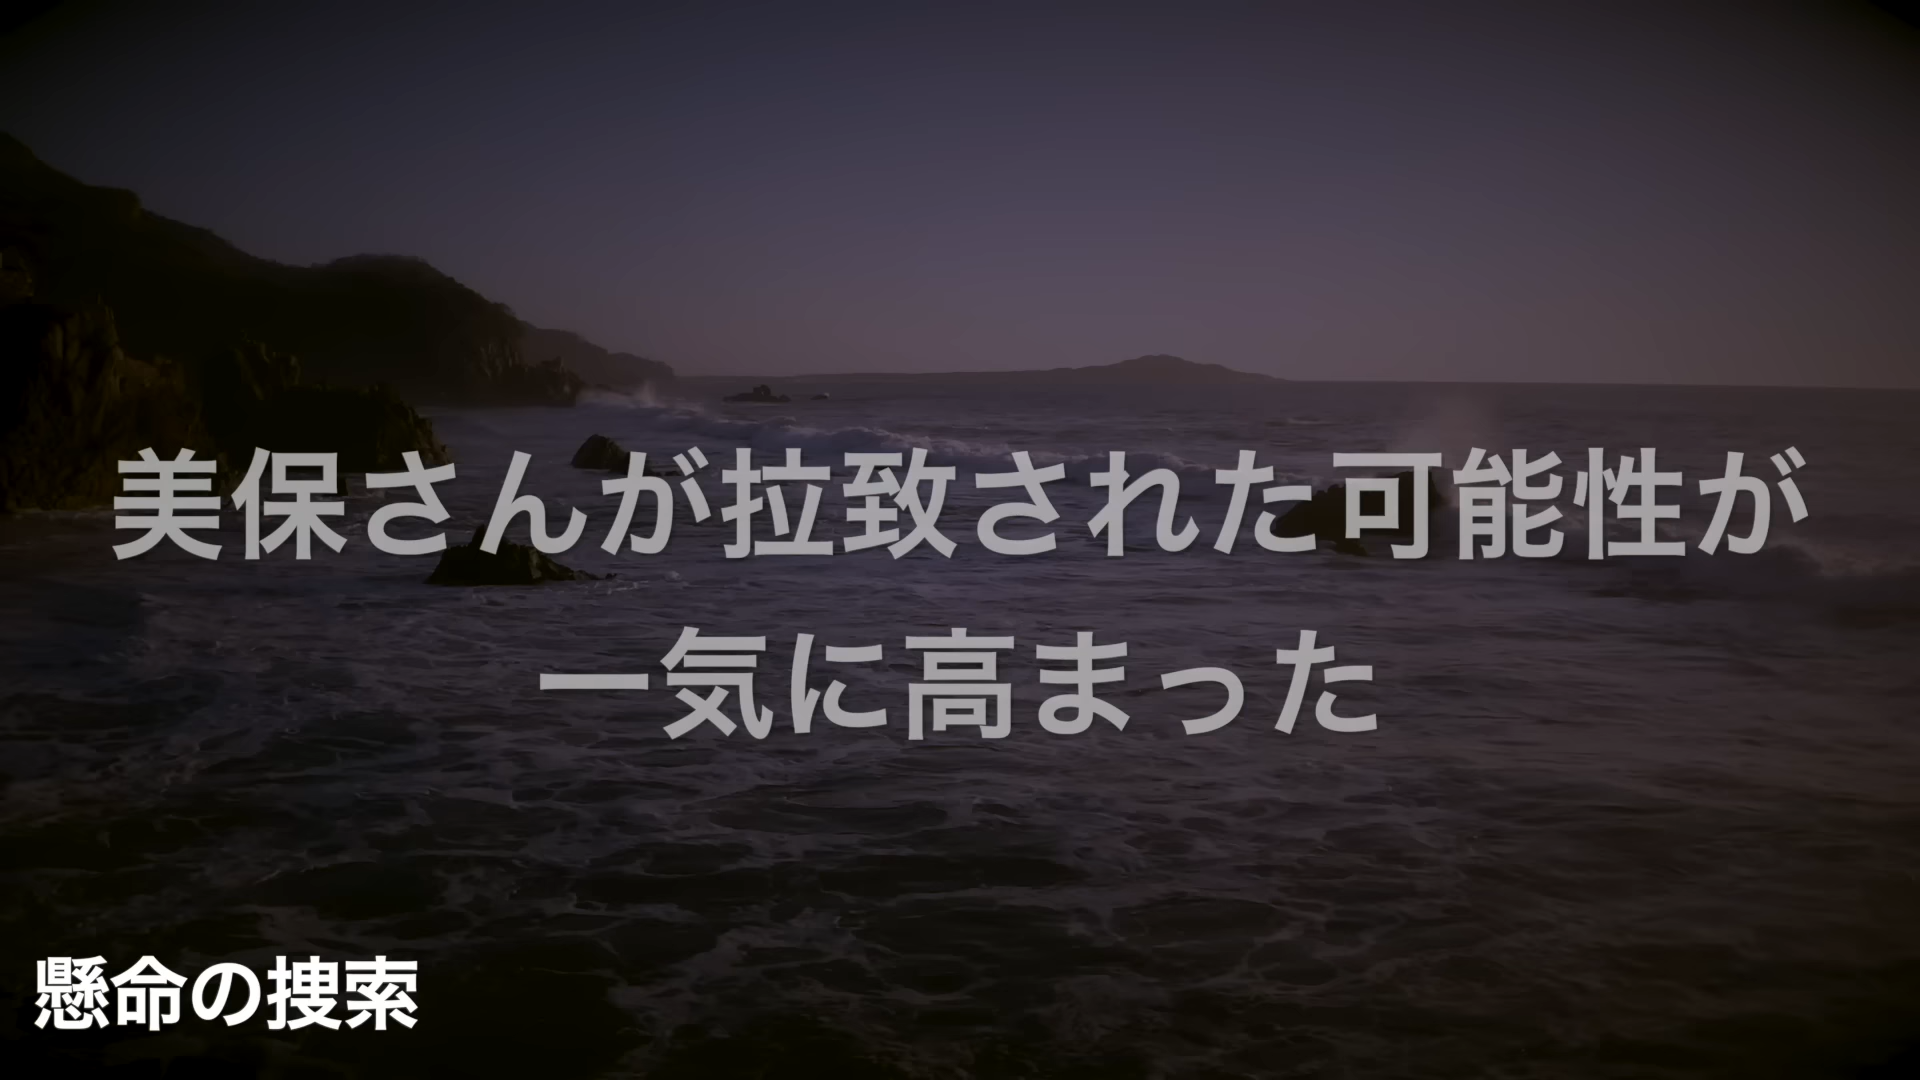 美保さんが拉致された可能性が
一気に高まった
懸命の捜索